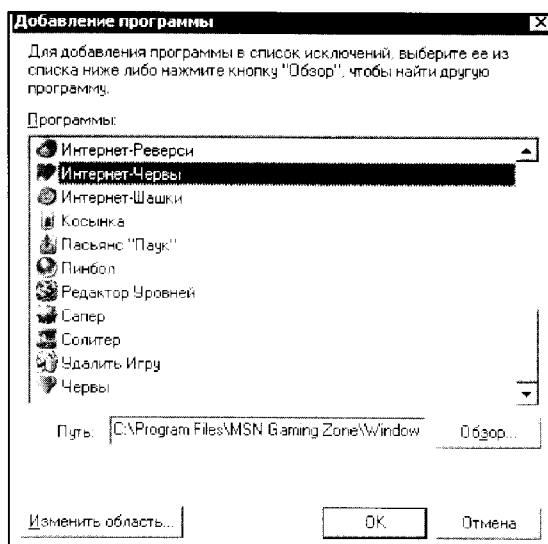 Добавление программы
Для добавления программы в список исключений, выберите ее из
списка ниже либо нажмите кнопку "Обзор", чтобы найти другую
программу.
Программы:
Интернет-Реверси
Интернет-Червы
Интернет-Шашки
Косынка
Пасьянс "Паук"
Пинбол
Редактор Уровней
Сапер
Солитер
Удалить Игру
Червы
Путь: C:\Program Files\MSN Gaming Zone\Window
Обзор...
Изменить область...
OK
Отмена